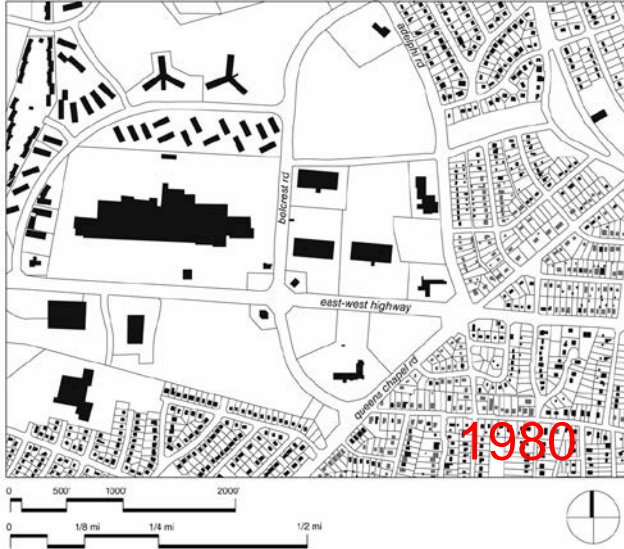 adelphi rd
belcrest rd
east-west highway
queens chapel rd
1980
0 500' 1000' 2000'
0 1/8 mi 1/4 mi 1/2 mi